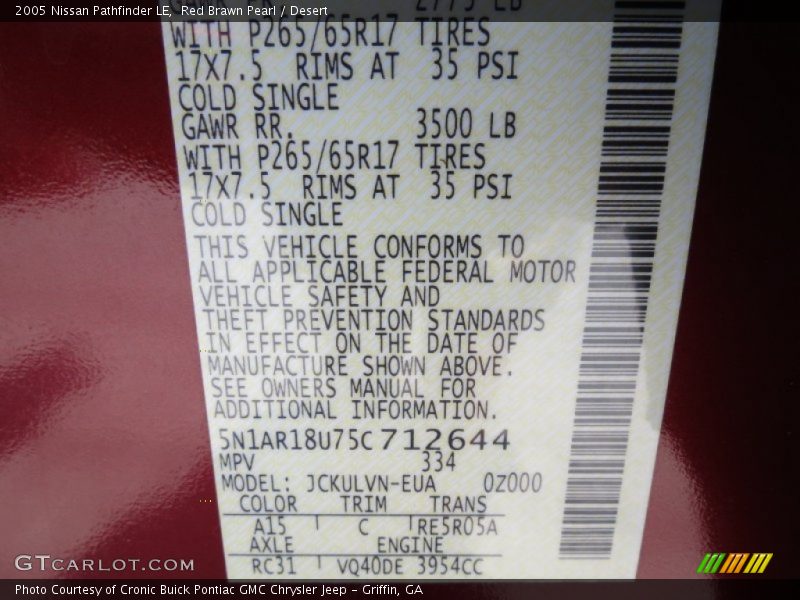 2005 Nissan Pathfinder LE, Red Brawn Pearl / Desert
2775 LB
WITH P265/65R17 TIRES
17X7.5 RIMS AT 35 PSI
COLD SINGLE
GAWR RR. 3500 LB
WITH P265/65R17 TIRES
17X7.5 RIMS AT 35 PSI
COLD SINGLE
THIS VEHICLE CONFORMS TO
ALL APPLICABLE FEDERAL MOTOR
VEHICLE SAFETY AND
THEFT PREVENTION STANDARDS
IN EFFECT ON THE DATE OF
MANUFACTURE SHOWN ABOVE.
SEE OWNERS MANUAL FOR
ADDITIONAL INFORMATION.
5N1AR18U75C712644
MPV 334
MODEL: JCKULVN-EUA 0Z000
COLOR TRIM TRANS
A15 C RE5R05A
AXLE ENGINE
RC31 VQ40DE 3954CC
GTCARLOT.COM
Photo Courtesy of Cronic Buick Pontiac GMC Chrysler Jeep - Griffin, GA